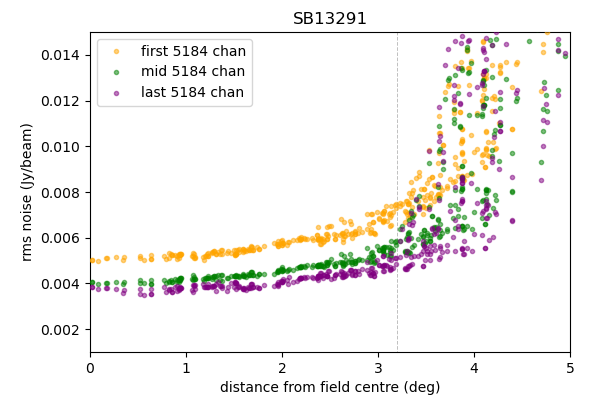 SB13291
first 5184 chan
mid 5184 chan
last 5184 chan
rms noise (Jy/beam)
0.014
0.012
0.010
0.008
0.006
0.004
0.002
0 1 2 3 4 5
distance from field centre (deg)